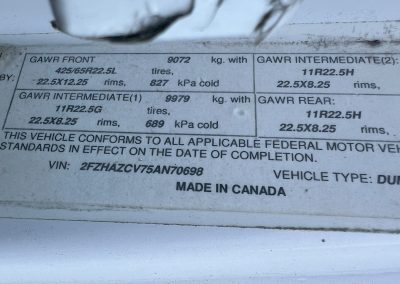 GAWR FRONT 9072 kg. with GAWR INTERMEDIATE(2):
BY: 425/65R22.5L tires, 11R22.5H
22.5X12.25 rims, 827 kPa cold 22.5X8.25 rims,
GAWR INTERMEDIATE(1) 9979 kg. with GAWR REAR:
11R22.5G tires, 11R22.5H
22.5X8.25 rims, 689 kPa cold 22.5X8.25 rims,
THIS VEHICLE CONFORMS TO ALL APPLICABLE FEDERAL MOTOR VEH
STANDARDS IN EFFECT ON THE DATE OF COMPLETION.
VIN: 2FZHAZCV75AN70698 VEHICLE TYPE: DU
MADE IN CANADA